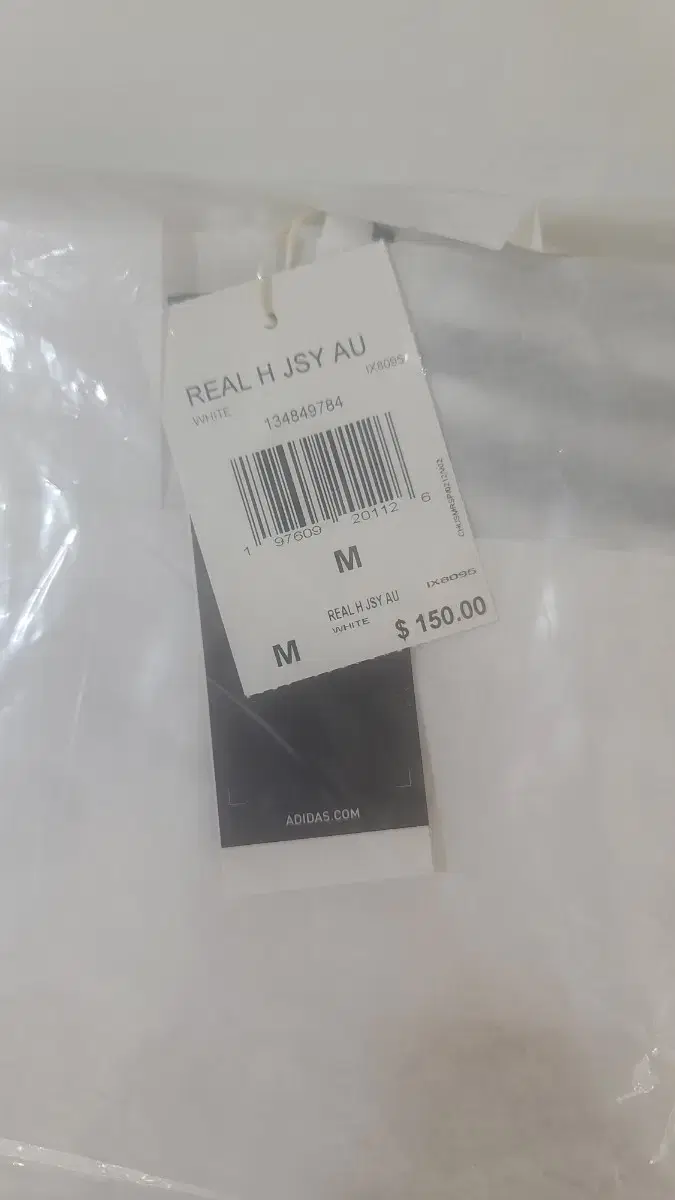 REAL H JSY AU
WHITE
IX8095
134849784
1 97609 20112 6
M
REAL H JSY AU
IX8095
WHITE
M
$ 150.00
ADIDAS.COM